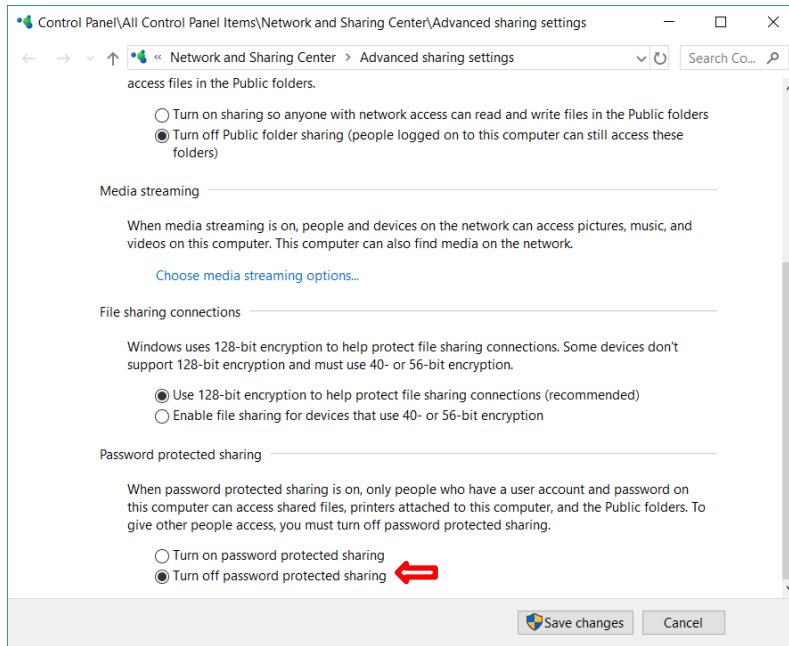 Control Panel\All Control Panel Items\Network and Sharing Center\Advanced sharing settings
« Network and Sharing Center > Advanced sharing settings
Search Co...
access files in the Public folders.
Turn on sharing so anyone with network access can read and write files in the Public folders
Turn off Public folder sharing (people logged on to this computer can still access these
folders)
Media streaming
When media streaming is on, people and devices on the network can access pictures, music, and
videos on this computer. This computer can also find media on the network.
Choose media streaming options...
File sharing connections
Windows uses 128-bit encryption to help protect file sharing connections. Some devices don't
support 128-bit encryption and must use 40- or 56-bit encryption.
Use 128-bit encryption to help protect file sharing connections (recommended)
Enable file sharing for devices that use 40- or 56-bit encryption
Password protected sharing
When password protected sharing is on, only people who have a user account and password on
this computer can access shared files, printers attached to this computer, and the Public folders. To
give other people access, you must turn off password protected sharing.
Turn on password protected sharing
Turn off password protected sharing
Save changes
Cancel